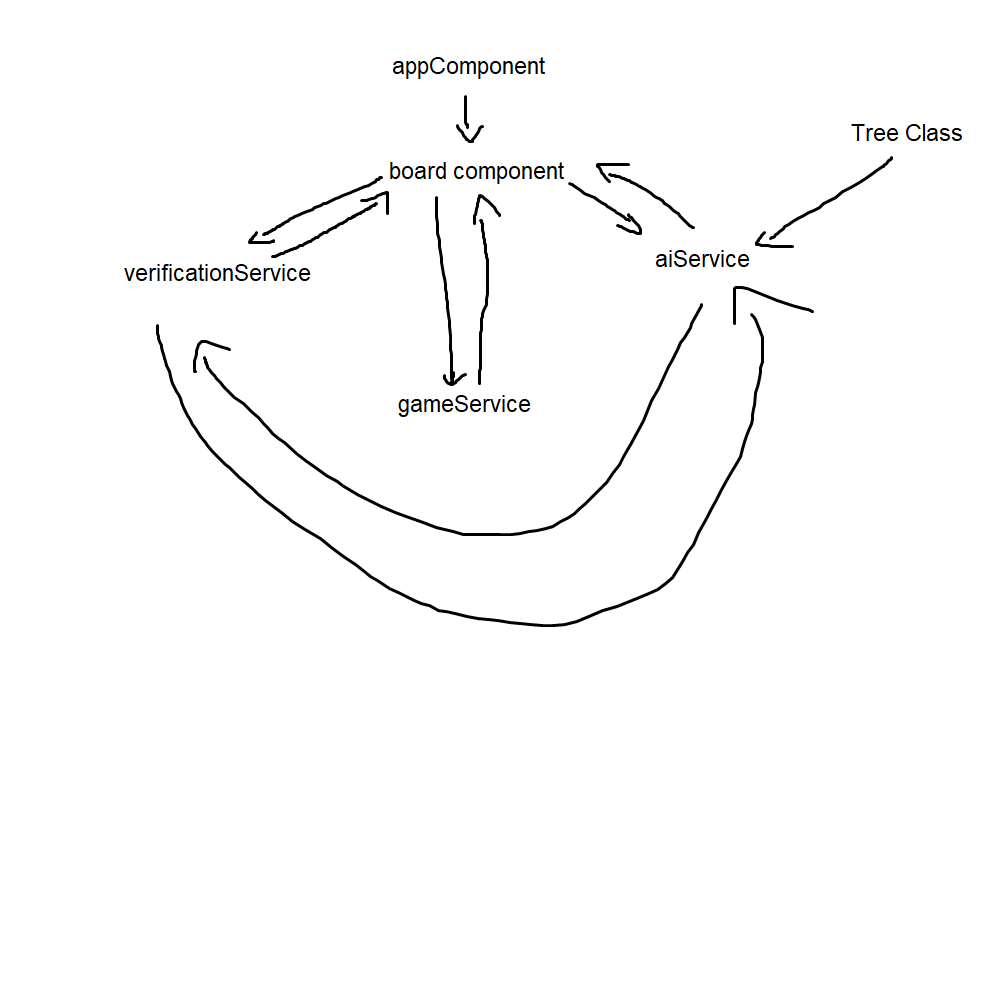 appComponent
Tree Class
board component
aiService
verificationService
gameService